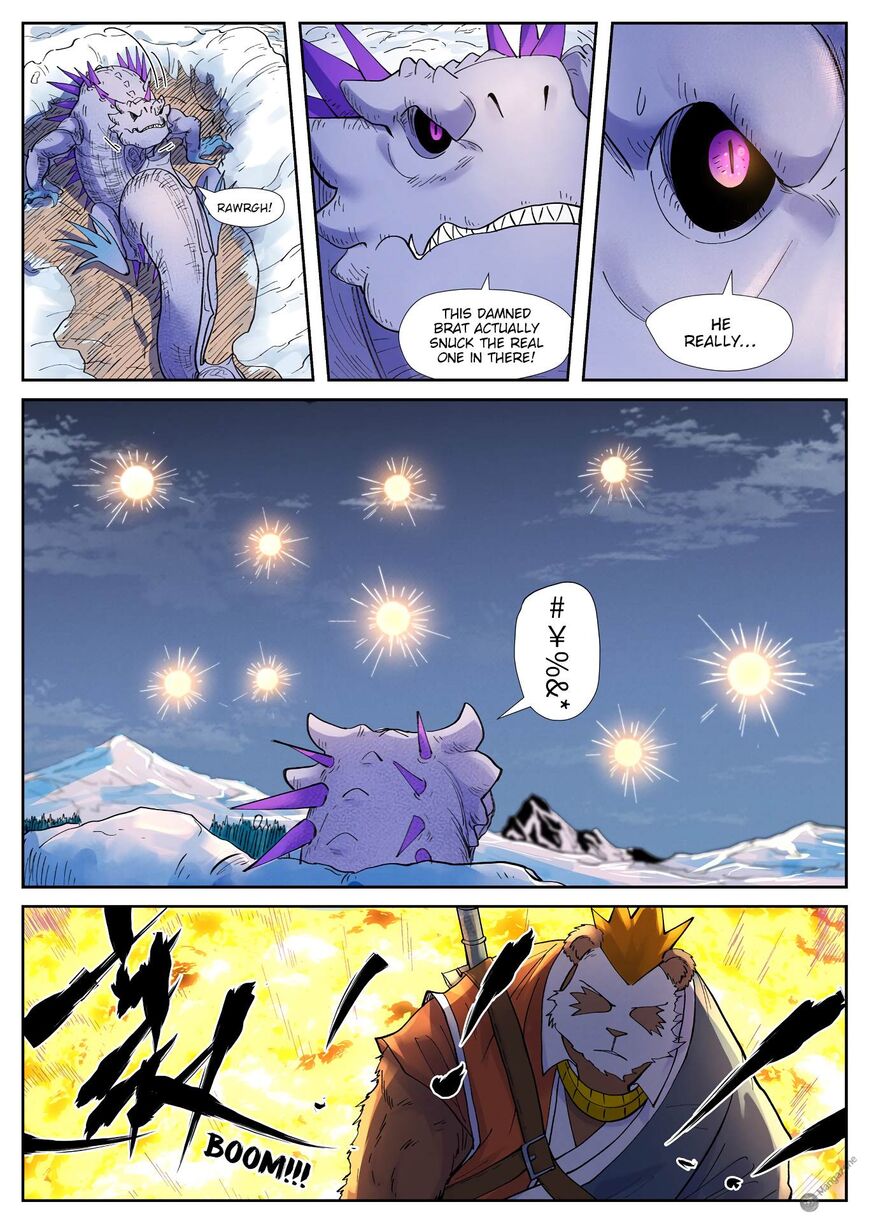 RAWRGH!
THIS DAMNED
BRAT ACTUALLY
SNUCK THE REAL
ONE IN THERE!
HE
REALLY...
#¥%&*
BOOM!!!